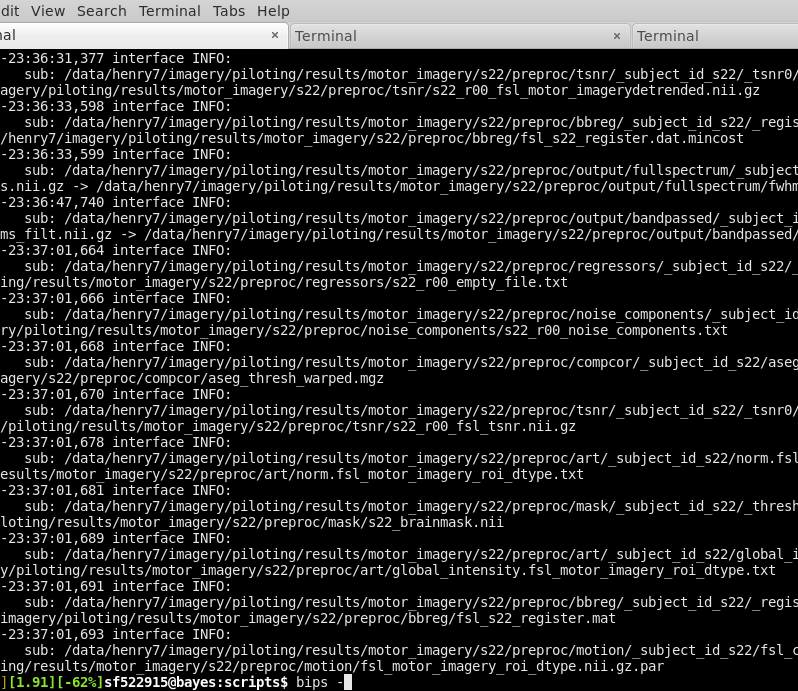 dit View Search Terminal Tabs Help
nal × Terminal × Terminal
-23:36:31,377 interface INFO:
sub: /data/henry7/imagery/piloting/results/motor_imagery/s22/preproc/tsnr/_subject_id_s22/_tsnr0/
agery/piloting/results/motor_imagery/s22/preproc/tsnr/s22_r00_fsl_motor_imagerydetrended.nii.gz
-23:36:33,598 interface INFO:
sub: /data/henry7/imagery/piloting/results/motor_imagery/s22/preproc/bbreg/_subject_id_s22/_regis
/henry7/imagery/piloting/results/motor_imagery/s22/preproc/bbreg/fsl_s22_register.dat.mincost
-23:36:33,599 interface INFO:
sub: /data/henry7/imagery/piloting/results/motor_imagery/s22/preproc/output/fullspectrum/_subject
s.nii.gz -> /data/henry7/imagery/piloting/results/motor_imagery/s22/preproc/output/fullspectrum/fwhm
-23:36:47,740 interface INFO:
sub: /data/henry7/imagery/piloting/results/motor_imagery/s22/preproc/output/bandpassed/_subject_i
ms_filt.nii.gz -> /data/henry7/imagery/piloting/results/motor_imagery/s22/preproc/output/bandpassed/
-23:37:01,664 interface INFO:
sub: /data/henry7/imagery/piloting/results/motor_imagery/s22/preproc/regressors/_subject_id_s22/_
ing/results/motor_imagery/s22/preproc/regressors/s22_r00_empty_file.txt
-23:37:01,666 interface INFO:
sub: /data/henry7/imagery/piloting/results/motor_imagery/s22/preproc/noise_components/_subject_id
ry/piloting/results/motor_imagery/s22/preproc/noise_components/s22_r00_noise_components.txt
-23:37:01,668 interface INFO:
sub: /data/henry7/imagery/piloting/results/motor_imagery/s22/preproc/compcor/_subject_id_s22/aseg
agery/s22/preproc/compcor/aseg_thresh_warped.mgz
-23:37:01,670 interface INFO:
sub: /data/henry7/imagery/piloting/results/motor_imagery/s22/preproc/tsnr/_subject_id_s22/_tsnr0/
/piloting/results/motor_imagery/s22/preproc/tsnr/s22_r00_fsl_tsnr.nii.gz
-23:37:01,678 interface INFO:
sub: /data/henry7/imagery/piloting/results/motor_imagery/s22/preproc/art/_subject_id_s22/norm.fsl
esults/motor_imagery/s22/preproc/art/norm.fsl_motor_imagery_roi_dtype.txt
-23:37:01,681 interface INFO:
sub: /data/henry7/imagery/piloting/results/motor_imagery/s22/preproc/mask/_subject_id_s22/_thresh
loting/results/motor_imagery/s22/preproc/mask/s22_brainmask.nii
-23:37:01,689 interface INFO:
sub: /data/henry7/imagery/piloting/results/motor_imagery/s22/preproc/art/_subject_id_s22/global_i
y/piloting/results/motor_imagery/s22/preproc/art/global_intensity.fsl_motor_imagery_roi_dtype.txt
-23:37:01,691 interface INFO:
sub: /data/henry7/imagery/piloting/results/motor_imagery/s22/preproc/bbreg/_subject_id_s22/_regis
imagery/piloting/results/motor_imagery/s22/preproc/bbreg/fsl_s22_register.mat
-23:37:01,693 interface INFO:
sub: /data/henry7/imagery/piloting/results/motor_imagery/s22/preproc/motion/_subject_id_s22/fsl_c
ing/results/motor_imagery/s22/preproc/motion/fsl_motor_imagery_roi_dtype.nii.gz.par
][1.91][-62%]sf522915@bayes:scripts$ bips -